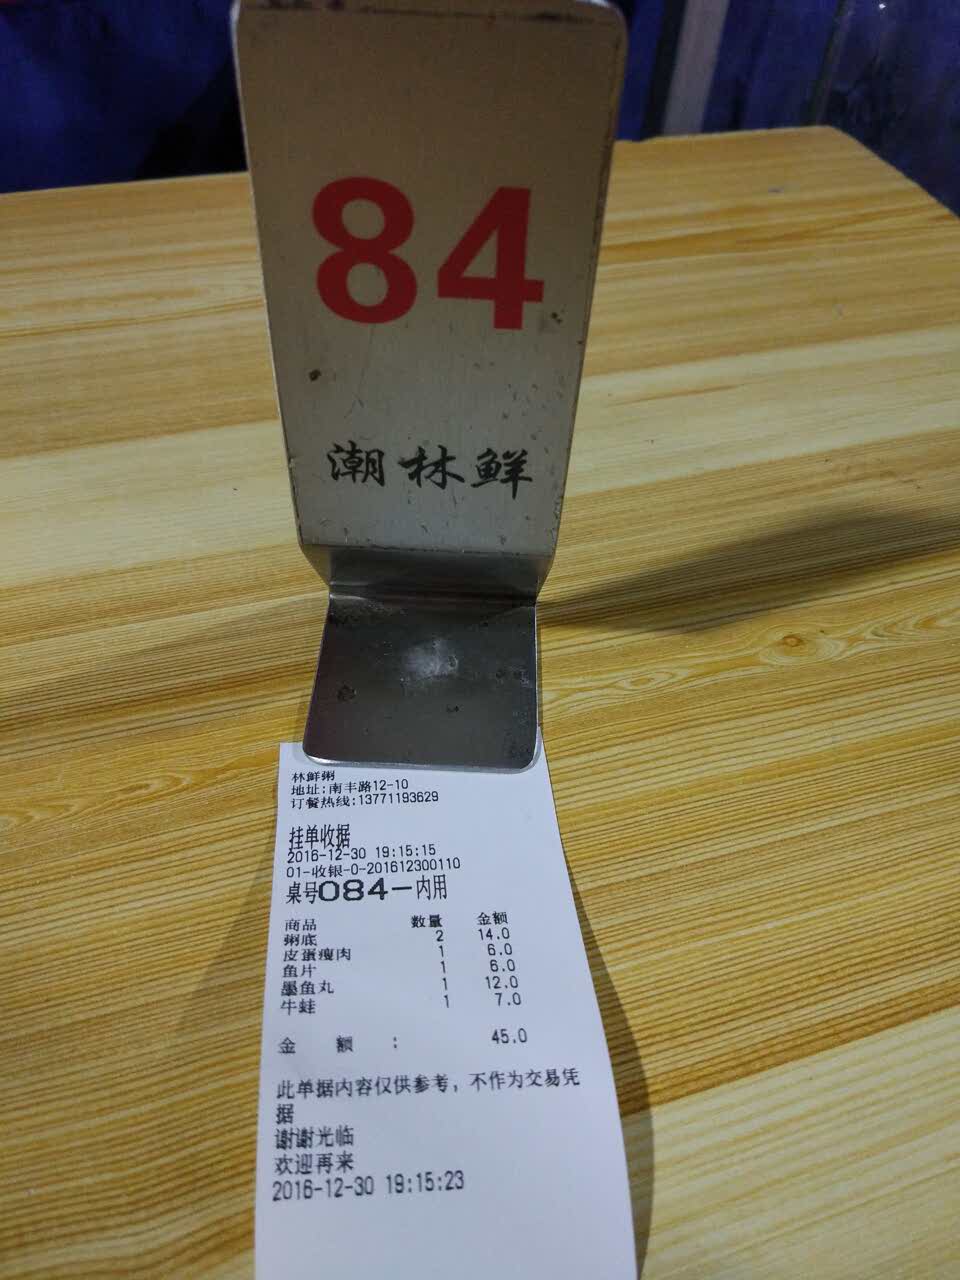 84
潮林鲜
林鲜粥
地址:南丰路12-10
订餐热线:13771193629
挂单收据
2016-12-30 19:15:15
01-收银-0-201612300110
桌号084-内用
商品 数量 金额
粥底 2 14.0
皮蛋瘦肉 1 6.0
鱼片 1 6.0
墨鱼丸 1 12.0
牛蛙 1 7.0
金 额 : 45.0
此单据内容仅供参考，不作为交易凭
据
谢谢光临
欢迎再来
2016-12-30 19:15:23